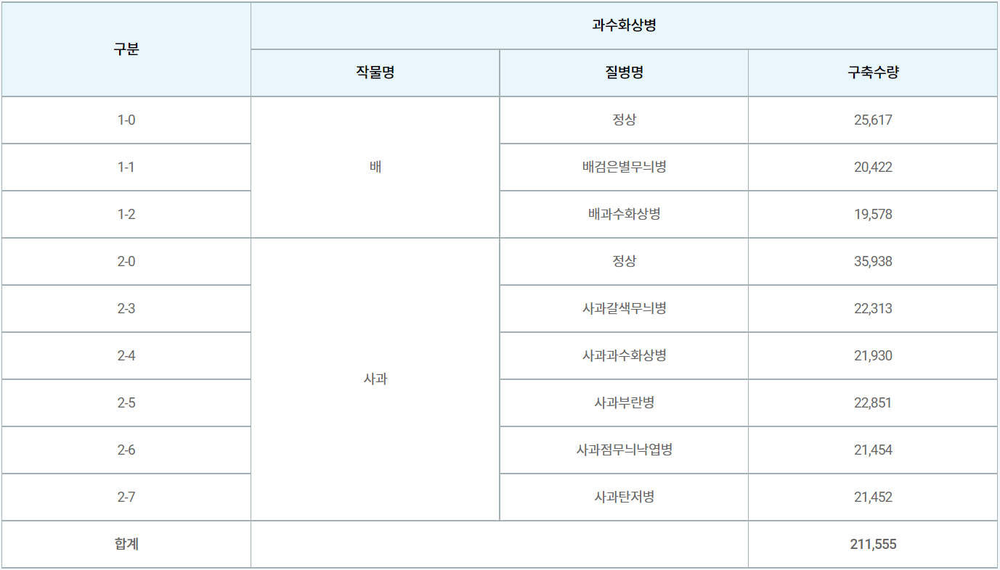 구분 과수화상병
작물명 질병명 구축수량
1-0 배 정상 25,617
1-1 배검은별무늬병 20,422
1-2 배과수화상병 19,578
2-0 사과 정상 35,938
2-3 사과갈색무늬병 22,313
2-4 사과과수화상병 21,930
2-5 사과부란병 22,851
2-6 사과점무늬낙엽병 21,454
2-7 사과탄저병 21,452
합계 211,555